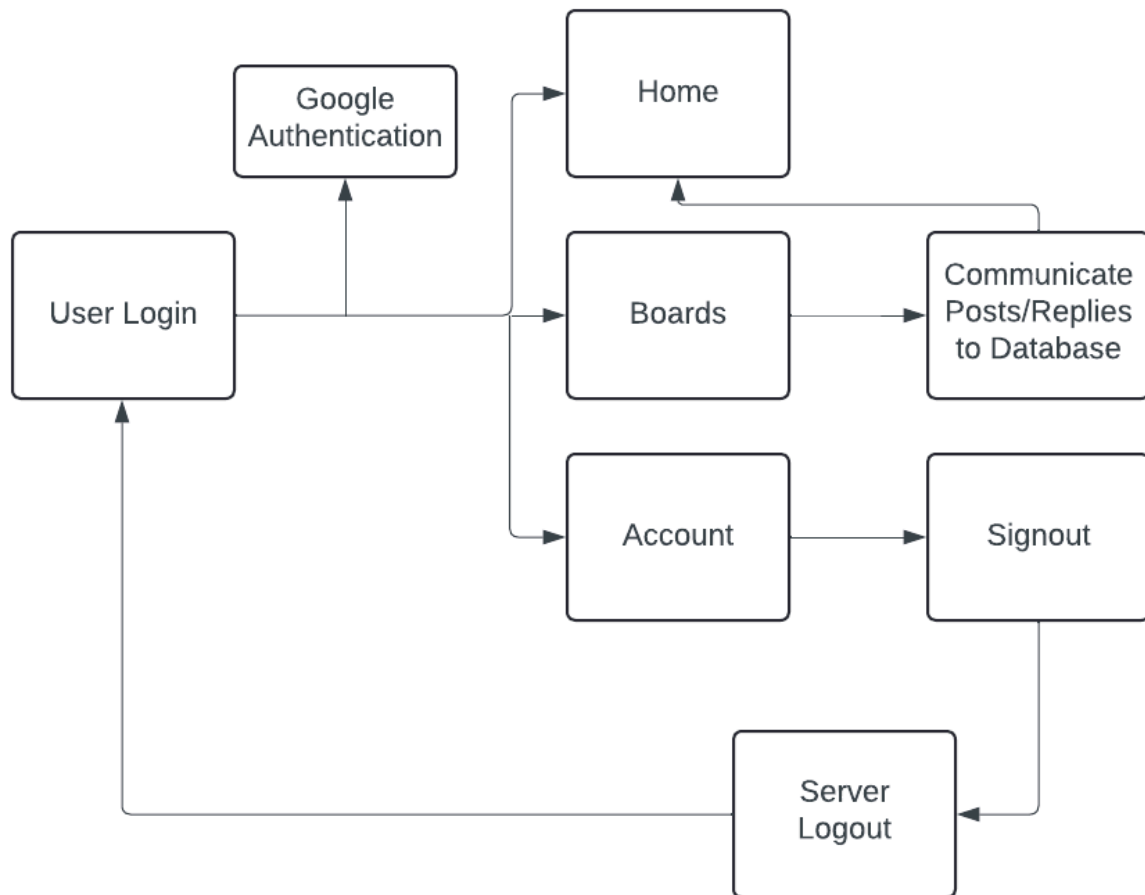 Home
Google
Authentication
User Login
Boards
Communicate
Posts/Replies
to Database
Account
Signout
Server
Logout